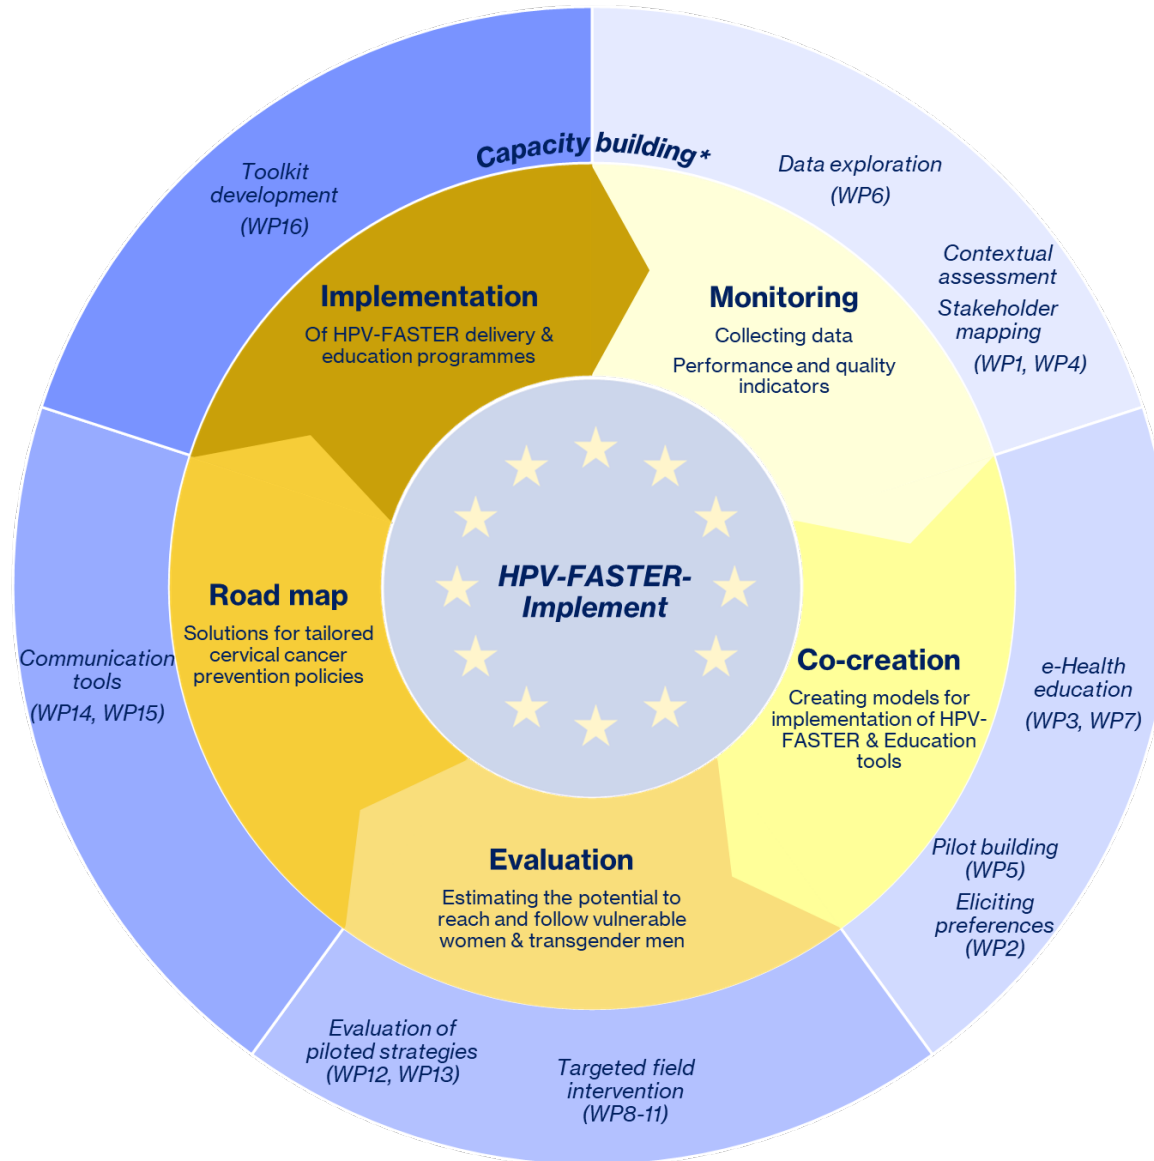 Capacity building*
Data exploration
(WP6)
Contextual
assessment
Stakeholder
mapping
(WP1, WP4)
Monitoring
Collecting data
Performance and quality
indicators
e-Health
education
(WP3, WP7)
Pilot building
(WP5)
Eliciting
preferences
(WP2)
Co-creation
Creating models for
implementation of HPV-
FASTER & Education
tools
Targeted field
intervention
(WP8-11)
Evaluation of
piloted strategies
(WP12, WP13)
Evaluation
Estimating the potential to
reach and follow vulnerable
women & transgender men
Communication
tools
(WP14, WP15)
Road map
Solutions for tailored
cervical cancer
prevention policies
Toolkit
development
(WP16)
Implementation
Of HPV-FASTER delivery &
education programmes
HPV-FASTER-
Implement